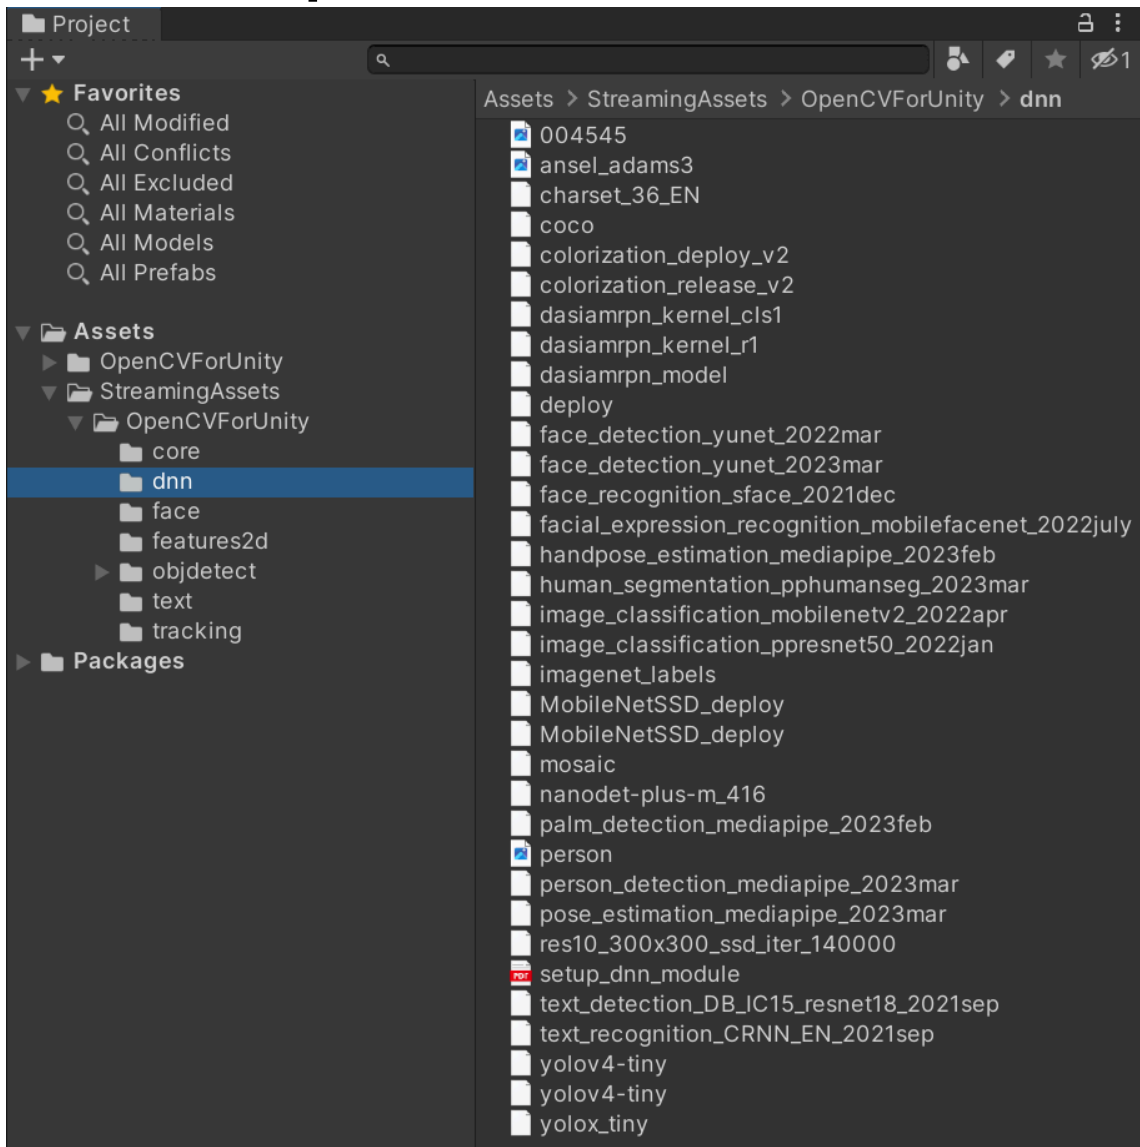 Project
1
Favorites
All Modified
All Conflicts
All Excluded
All Materials
All Models
All Prefabs
Assets
OpenCVForUnity
StreamingAssets
OpenCVForUnity
core
dnn
face
features2d
objdetect
text
tracking
Packages
Assets > StreamingAssets > OpenCVForUnity > dnn
004545
ansel_adams3
charset_36_EN
coco
colorization_deploy_v2
colorization_release_v2
dasiamrpn_kernel_cls1
dasiamrpn_kernel_r1
dasiamrpn_model
deploy
face_detection_yunet_2022mar
face_detection_yunet_2023mar
face_recognition_sface_2021dec
facial_expression_recognition_mobilefacenet_2022july
handpose_estimation_mediapipe_2023feb
human_segmentation_pphumanseg_2023mar
image_classification_mobilenetv2_2022apr
image_classification_ppresnet50_2022jan
imagenet_labels
MobileNetSSD_deploy
MobileNetSSD_deploy
mosaic
nanodet-plus-m_416
palm_detection_mediapipe_2023feb
person
person_detection_mediapipe_2023mar
pose_estimation_mediapipe_2023mar
res10_300x300_ssd_iter_140000
setup_dnn_module
text_detection_DB_IC15_resnet18_2021sep
text_recognition_CRNN_EN_2021sep
yolov4-tiny
yolov4-tiny
yolox_tiny